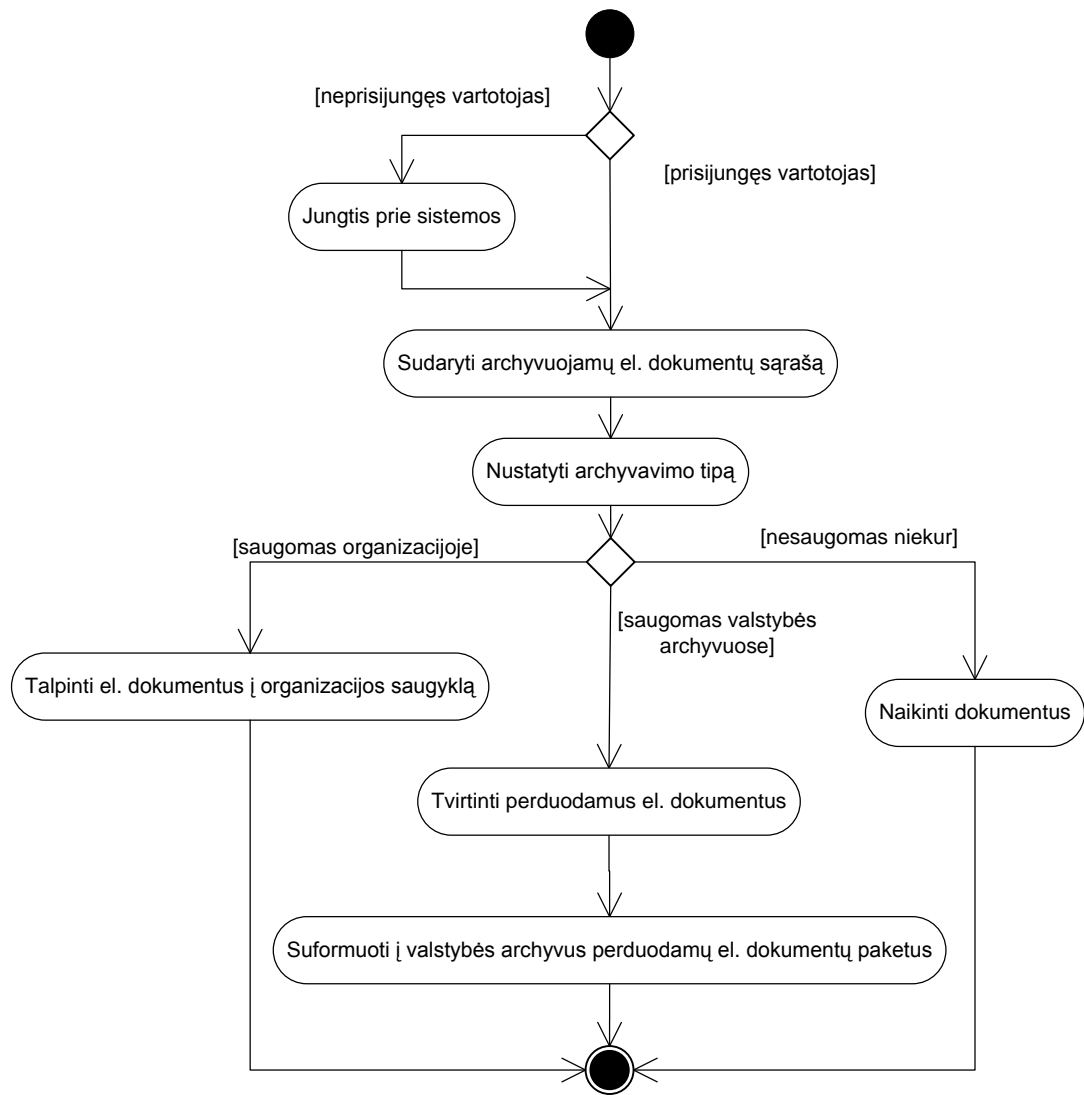 [neprisijungęs vartotojas]
[prisijungęs vartotojas]
Jungtis prie sistemos
Sudaryti archyvuojamų el. dokumentų sąrašą
Nustatyti archyvavimo tipą
[saugomas organizacijoje]
[nesaugomas niekur]
[saugomas valstybės
archyvuose]
Talpinti el. dokumentus į organizacijos saugyklą
Naikinti dokumentus
Tvirtinti perduodamus el. dokumentus
Suformuoti į valstybės archyvus perduodamų el. dokumentų paketus